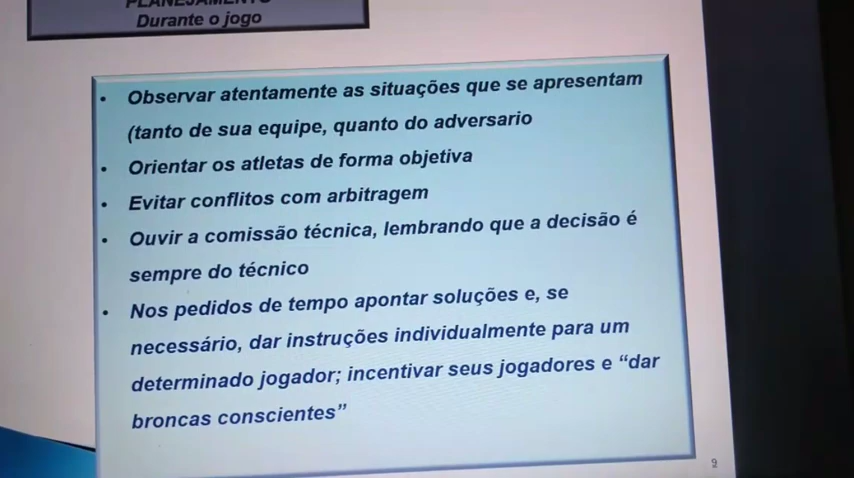 PLANEJAMENTO
Durante o jogo
• Observar atentamente as situações que se apresentam
(tanto de sua equipe, quanto do adversario
• Orientar os atletas de forma objetiva
• Evitar conflitos com arbitragem
• Ouvir a comissão técnica, lembrando que a decisão é
sempre do técnico
• Nos pedidos de tempo apontar soluções e, se
necessário, dar instruções individualmente para um
determinado jogador; incentivar seus jogadores e “dar
broncas conscientes”
9